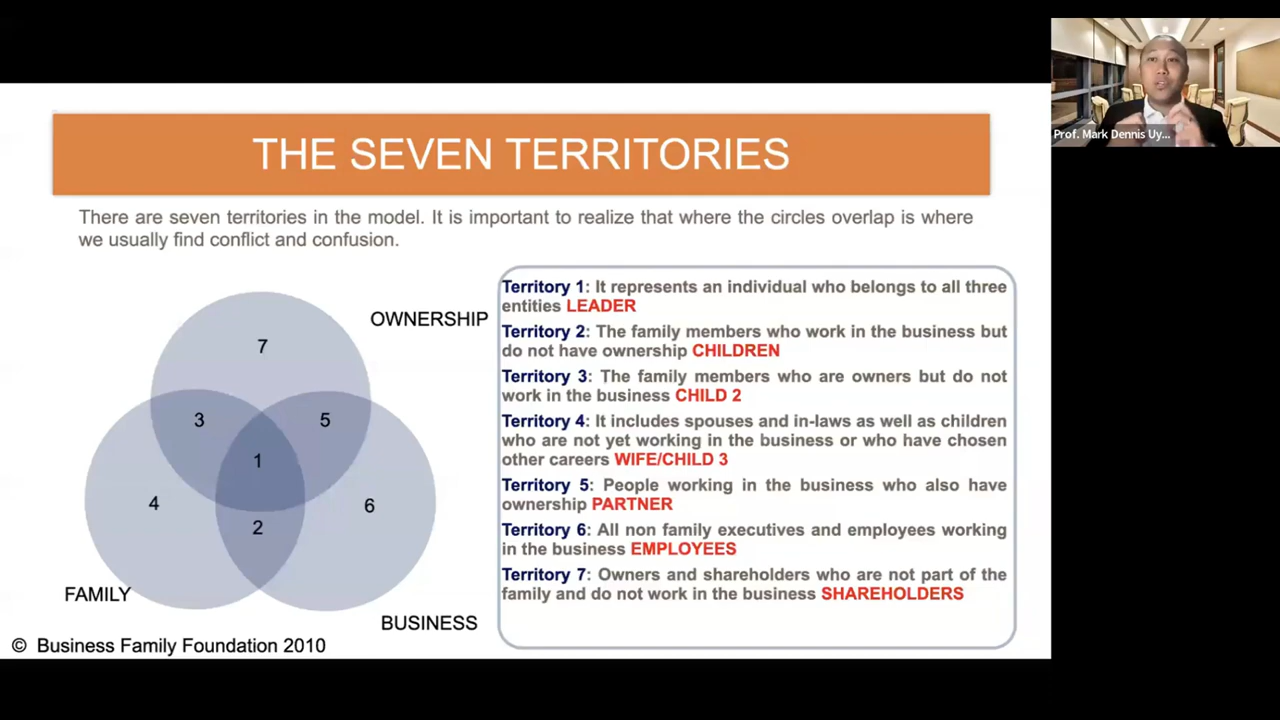 Prof. Mark Dennis Uy...
THE SEVEN TERRITORIES
There are seven territories in the model. It is important to realize that where the circles overlap is where
we usually find conflict and confusion.
OWNERSHIP
7
3
5
1
4
6
2
FAMILY
BUSINESS
© Business Family Foundation 2010
Territory 1: It represents an individual who belongs to all three
entities LEADER
Territory 2: The family members who work in the business but
do not have ownership CHILDREN
Territory 3: The family members who are owners but do not
work in the business CHILD 2
Territory 4: It includes spouses and in-laws as well as children
who are not yet working in the business or who have chosen
other careers WIFE/CHILD 3
Territory 5: People working in the business who also have
ownership PARTNER
Territory 6: All non family executives and employees working
in the business EMPLOYEES
Territory 7: Owners and shareholders who are not part of the
family and do not work in the business SHAREHOLDERS